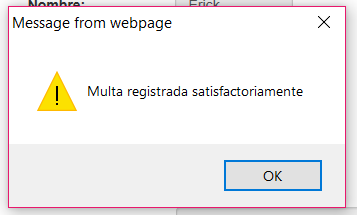 Nombre:
Erick
Message from webpage
Multa registrada satisfactoriamente
OK